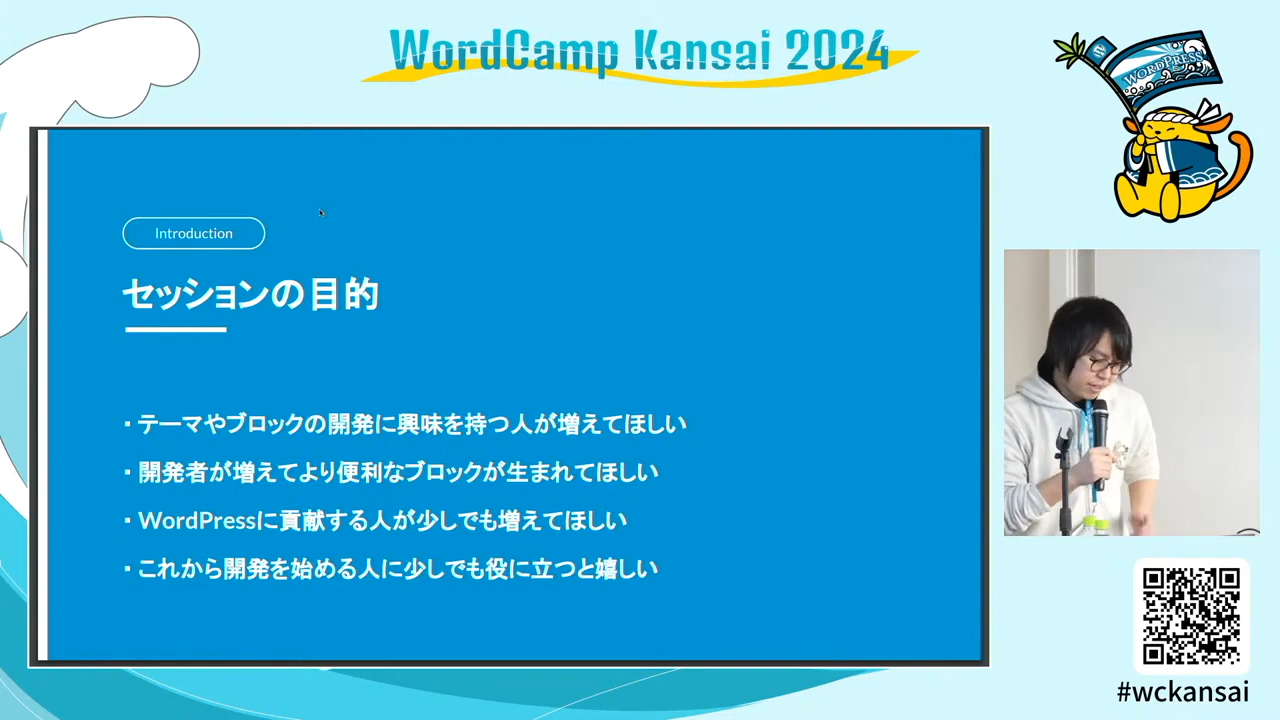 WordCamp Kansai 2024
WORDPRESS
W
Introduction
セッションの目的
・テーマやブロックの開発に興味を持つ人が増えてほしい
・開発者が増えてより便利なブロックが生まれてほしい
・WordPressに貢献する人が少しでも増えてほしい
・これから開発を始める人に少しでも役に立つと嬉しい
#wckansai